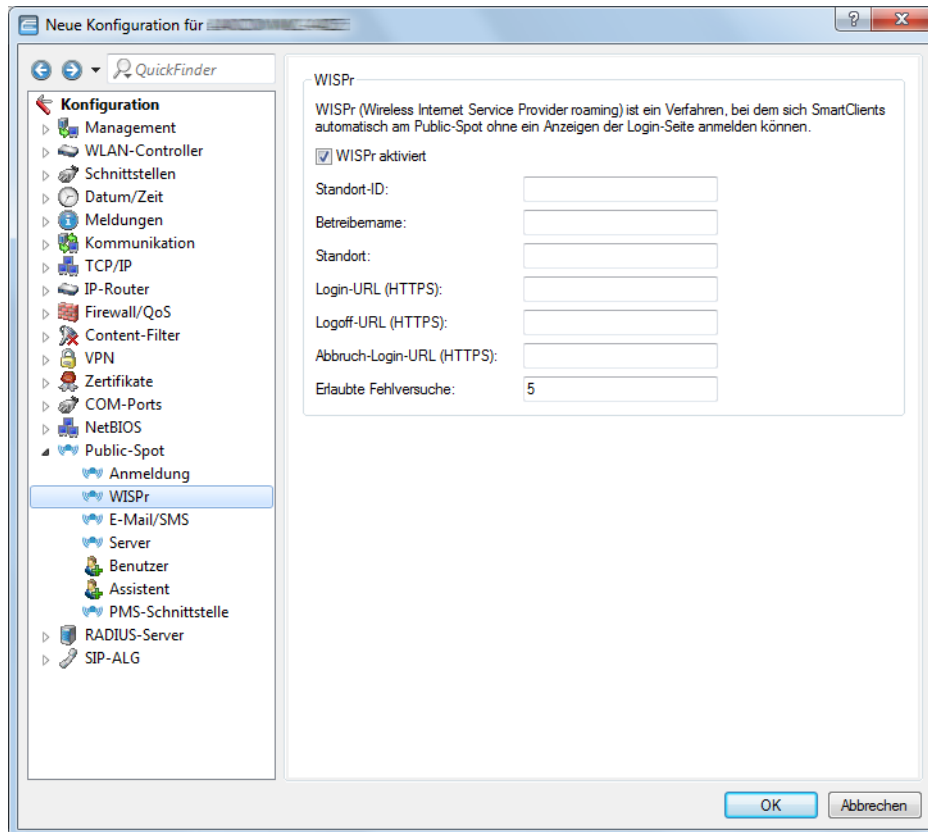 Neue Konfiguration für
QuickFinder
Konfiguration
Management
WLAN-Controller
Schnittstellen
Datum/Zeit
Meldungen
Kommunikation
TCP/IP
IP-Router
Firewall/QoS
Content-Filter
VPN
Zertifikate
COM-Ports
NetBIOS
Public-Spot
Anmeldung
WISPr
E-Mail/SMS
Server
Benutzer
Assistent
PMS-Schnittstelle
RADIUS-Server
SIP-ALG
WISPr
WISPr (Wireless Internet Service Provider roaming) ist ein Verfahren, bei dem sich SmartClients
automatisch am Public-Spot ohne ein Anzeigen der Login-Seite anmelden können.
WISPr aktiviert
Standort-ID:
Betreibername:
Standort:
Login-URL (HTTPS):
Logoff-URL (HTTPS):
Abbruch-Login-URL (HTTPS):
Erlaubte Fehlversuche: 5
OK Abbrechen